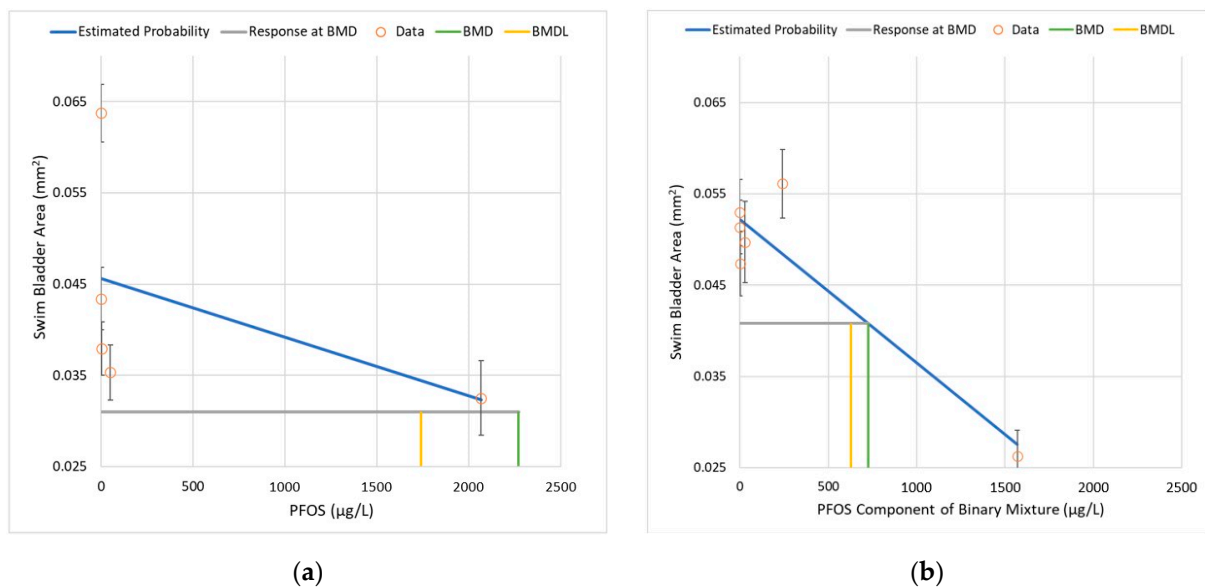 Estimated Probability Response at BMD Data BMD BMDL
0.065
0.055
0.045
0.035
0.025
Swim Bladder Area (mm²)
0 500 1000 1500 2000 2500
PFOS (µg/L)
(a)
Estimated Probability Response at BMD Data BMD BMDL
0.065
0.055
0.045
0.035
0.025
Swim Bladder Area (mm²)
0 500 1000 1500 2000 2500
PFOS Component of Binary Mixture (µg/L)
(b)